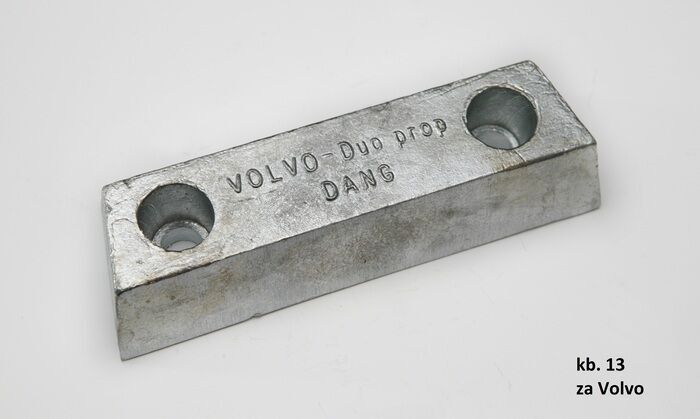 VOLVO-Duo prop
DANG
kb. 13
za Volvo